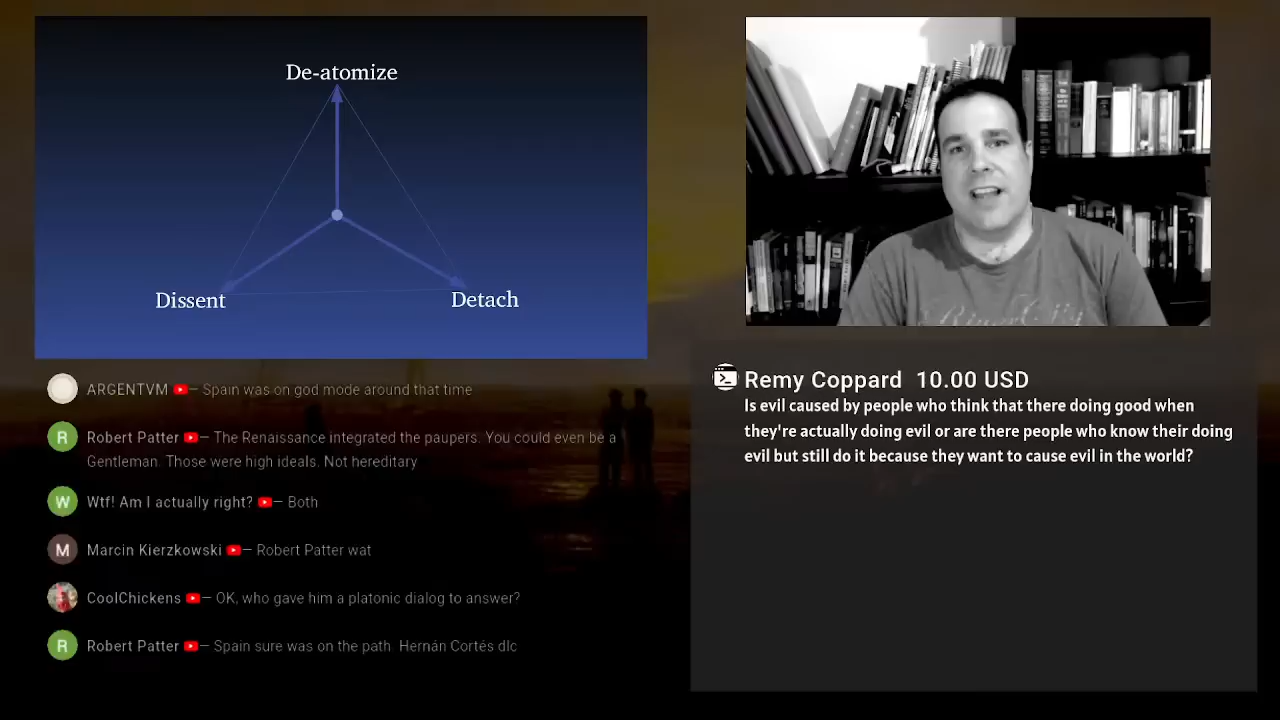 De-atomize
Dissent
Detach
ARGENTVM — Spain was on god mode around that time
R
Robert Patter — The Renaissance integrated the paupers. You could even be a
Gentleman. Those were high ideals. Not hereditary
W
Wtf! Am I actually right? — Both
M
Marcin Kierzkowski — Robert Patter wat
CoolChickens — OK, who gave him a platonic dialog to answer?
R
Robert Patter — Spain sure was on the path. Hernán Cortés dlc
Remy Coppard 10.00 USD
Is evil caused by people who think that there doing good when
they're actually doing evil or are there people who know their doing
evil but still do it because they want to cause evil in the world?